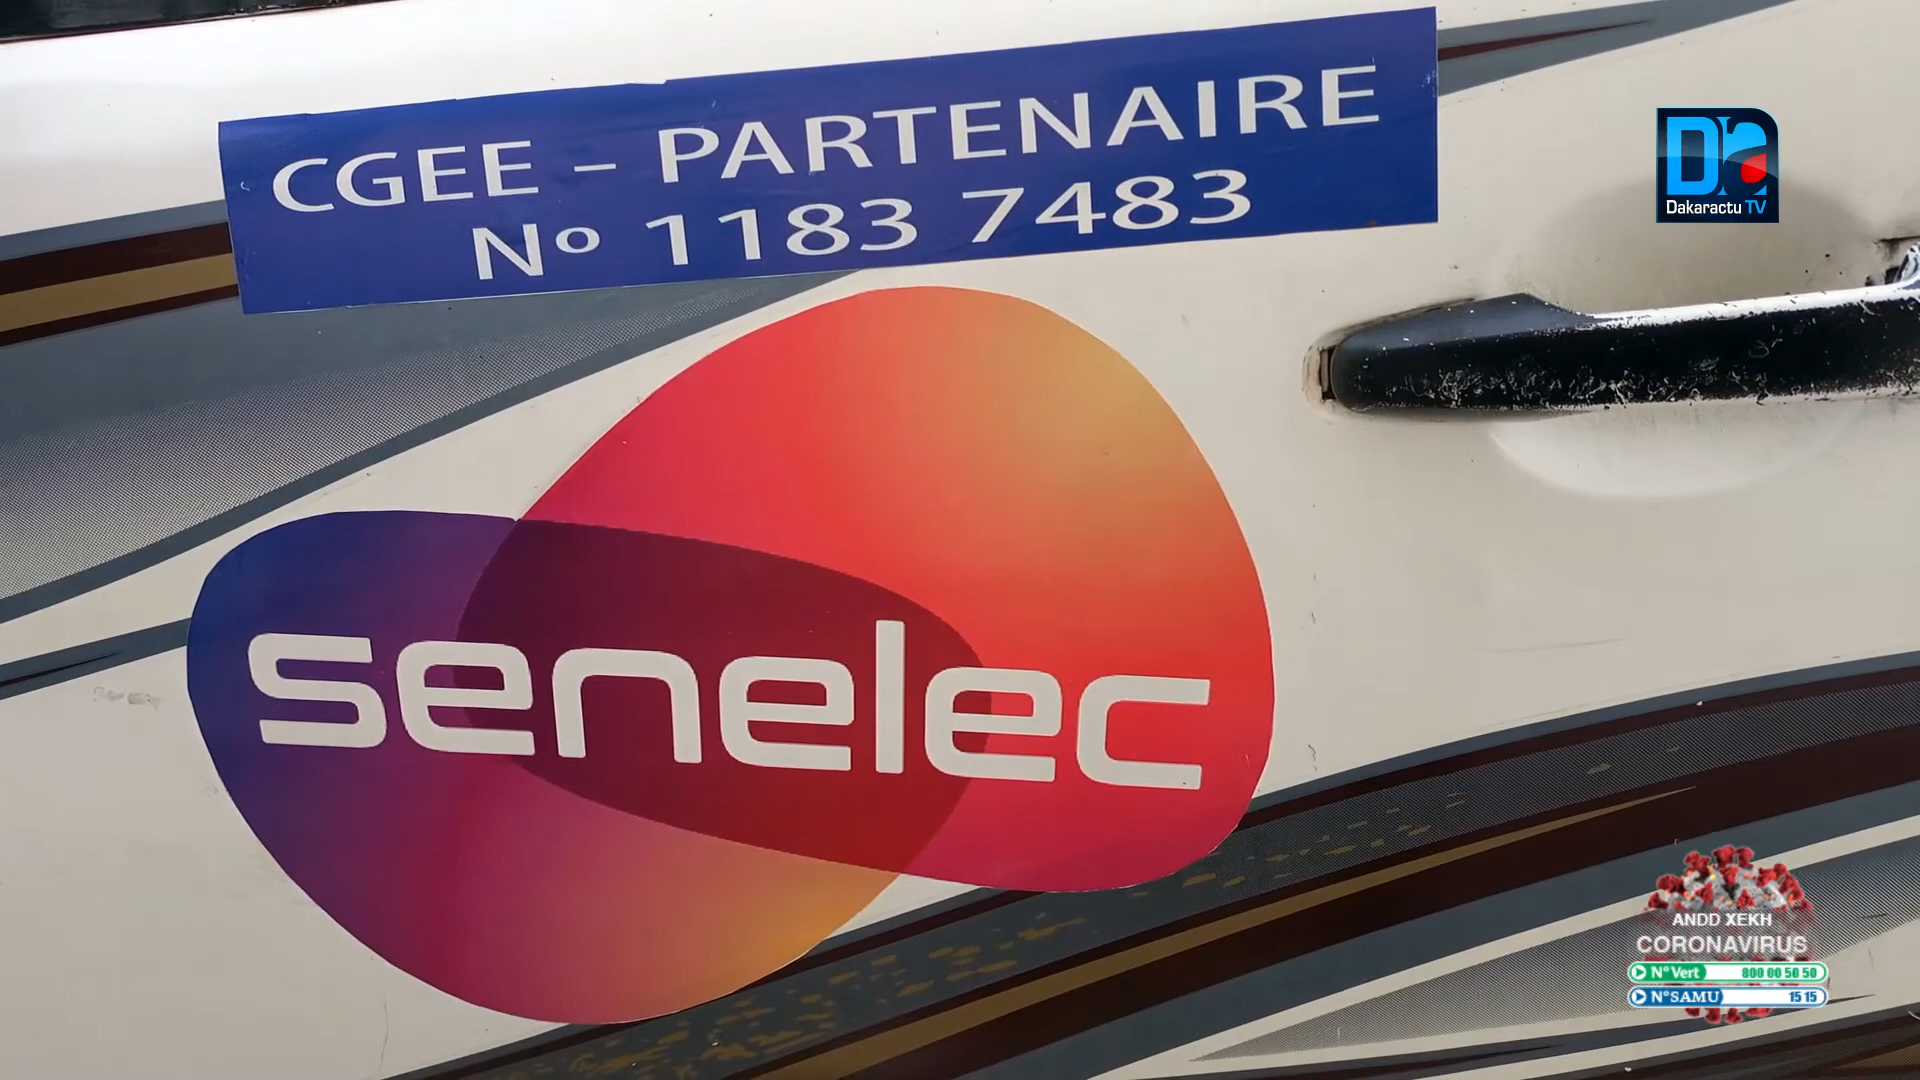 CGEE – PARTENAIRE
Nº 1183 7483
Dakaractu TV
senelec
ANDD XEKH
CORONAVIRUS
N° Vert 800 00 50 50
N° SAMU 15 15